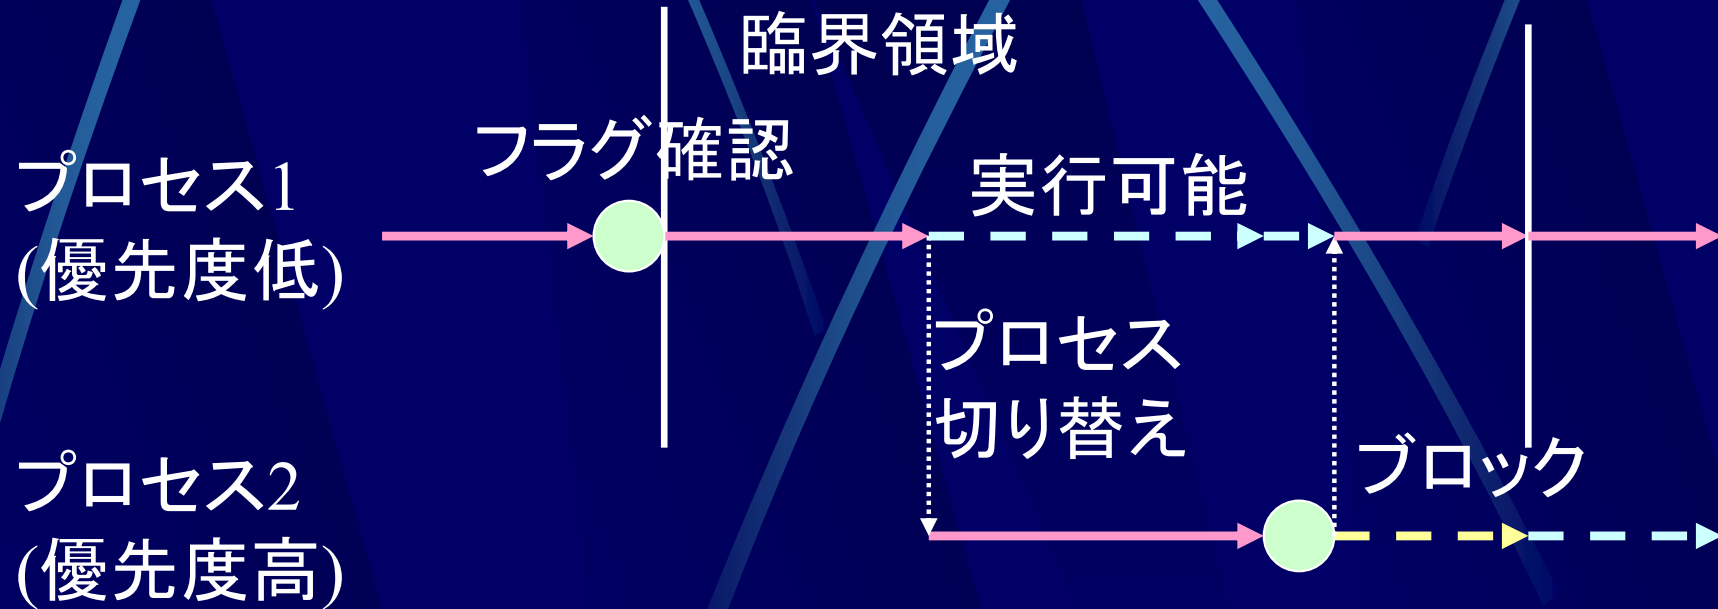 臨界領域
フラグ確認
プロセス1
(優先度低)
実行可能
プロセス
切り替え
ブロック
プロセス2
(優先度高)